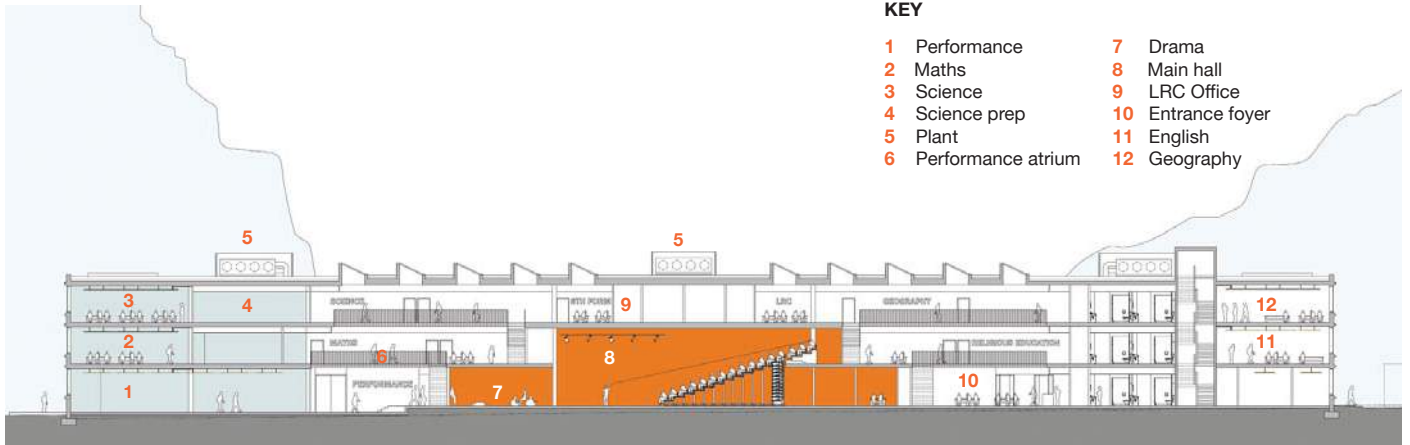 KEY
1 Performance
2 Maths
3 Science
4 Science prep
5 Plant
6 Performance atrium
7 Drama
8 Main hall
9 LRC Office
10 Entrance foyer
11 English
12 Geography
5
5
3
4
SCIENCE
6TH FORM
9
LRC
GEOGRAPHY
12
2
MATHS
6
8
RELIGIOUS EDUCATION
11
1
PERFORMANCE
7
10